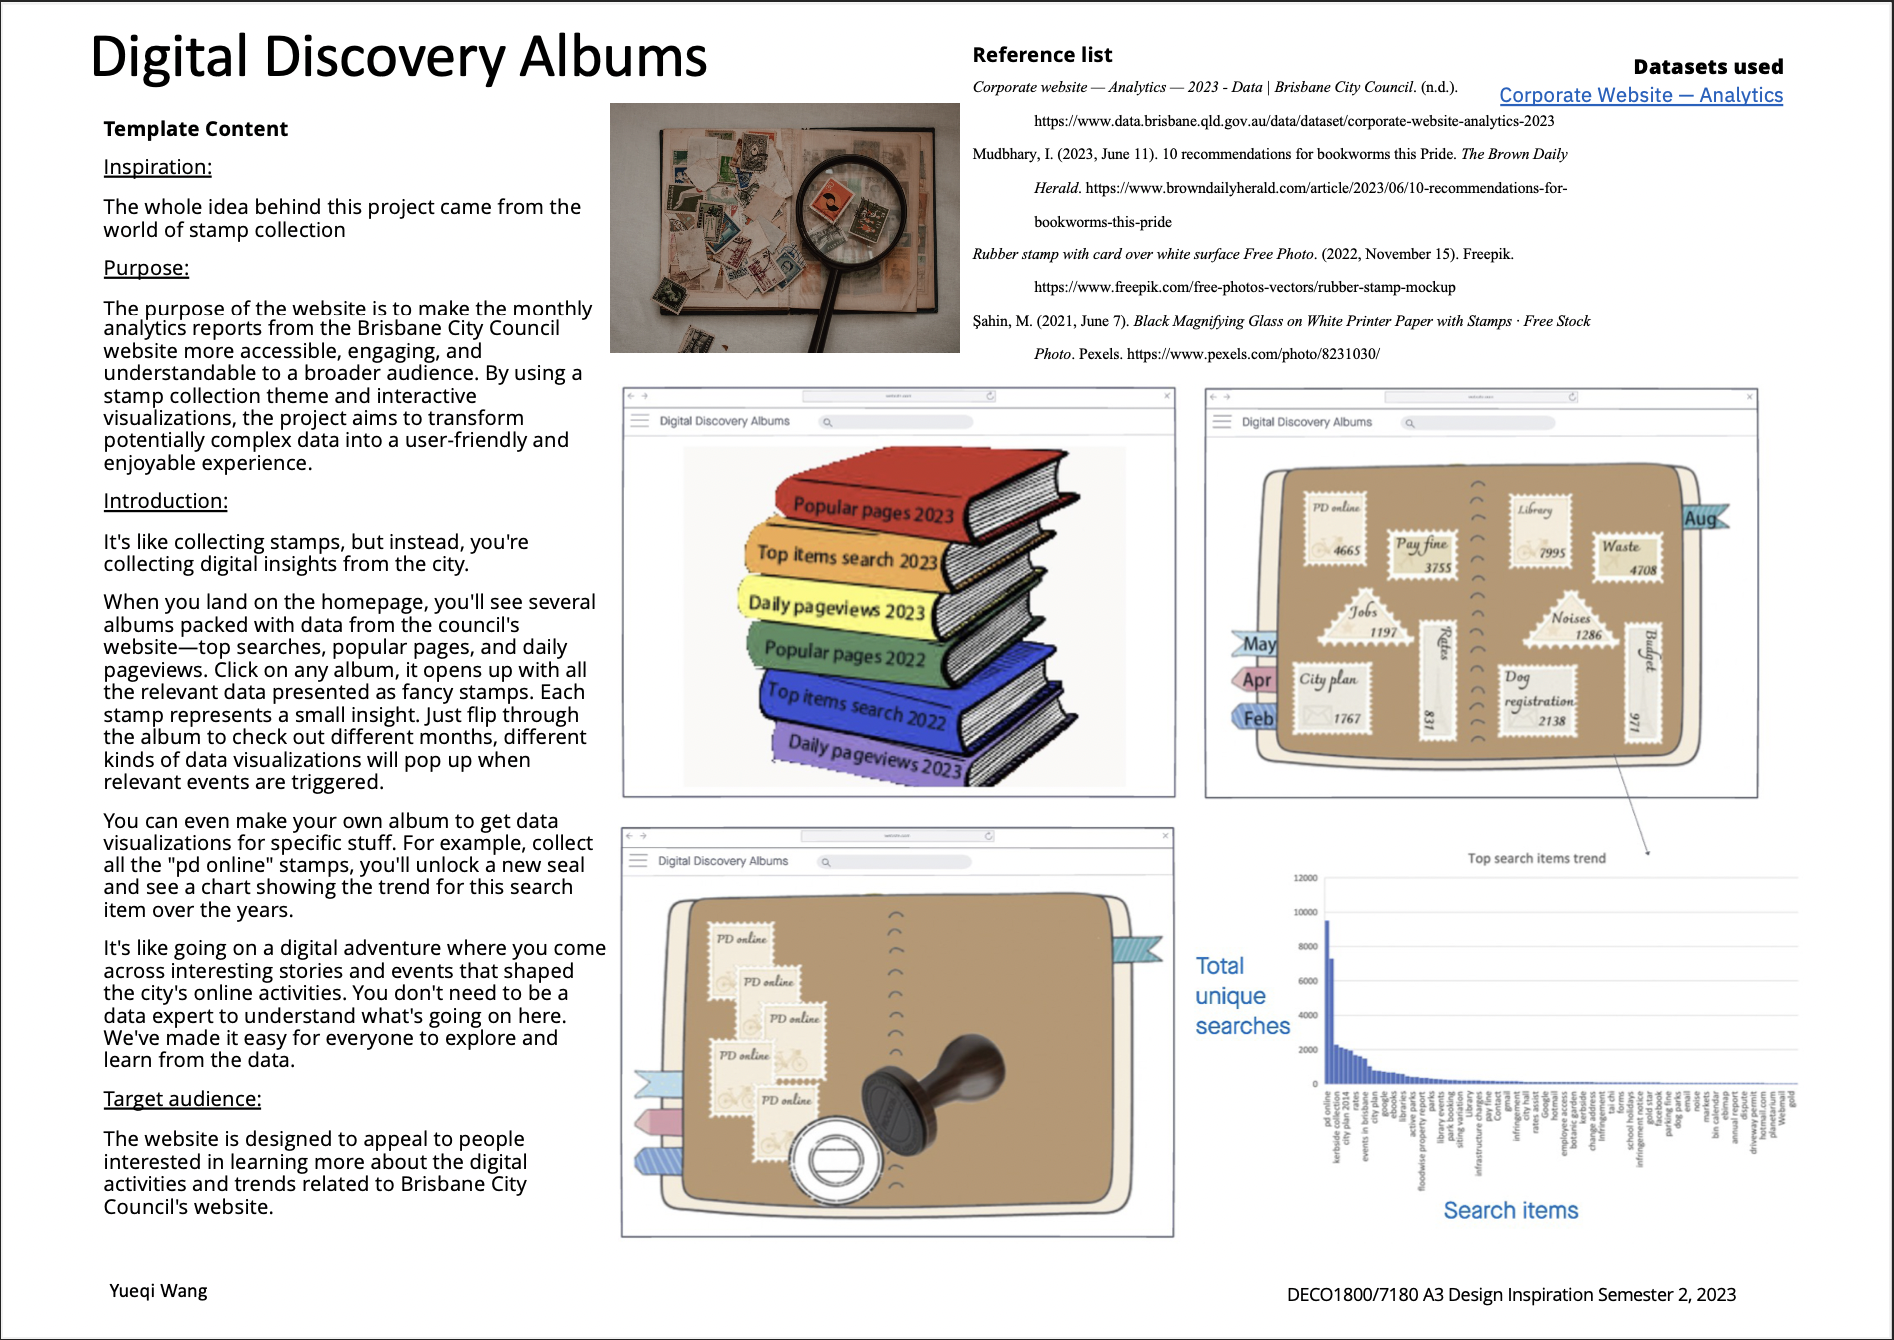 Digital Discovery Albums
Template Content
Inspiration:
The whole idea behind this project came from the
world of stamp collection
Purpose:
The purpose of the website is to make the monthly
analytics reports from the Brisbane City Council
website more accessible, engaging, and
understandable to a broader audience. By using a
stamp collection theme and interactive
visualizations, the project aims to transform
potentially complex data into a user-friendly and
enjoyable experience.
Introduction:
It's like collecting stamps, but instead, you're
collecting digital insights from the city.
When you land on the homepage, you'll see several
albums packed with data from the council's
website—top searches, popular pages, and daily
pageviews. Click on any album, it opens up with all
the relevant data presented as fancy stamps. Each
stamp represents a small insight. Just flip through
the album to check out different months, different
kinds of data visualizations will pop up when
relevant events are triggered.
You can even make your own album to get data
visualizations for specific stuff. For example, collect
all the "pd online" stamps, you'll unlock a new seal
and see a chart showing the trend for this search
item over the years.
It's like going on a digital adventure where you come
across interesting stories and events that shaped
the city's online activities. You don't need to be a
data expert to understand what's going on here.
We've made it easy for everyone to explore and
learn from the data.
Target audience:
The website is designed to appeal to people
interested in learning more about the digital
activities and trends related to Brisbane City
Council's website.
Yueqi Wang
Reference list
Corporate website — Analytics — 2023 - Data | Brisbane City Council. (n.d.).
https://www.data.brisbane.qld.gov.au/data/dataset/corporate-website-analytics-2023
Mudbhary, I. (2023, June 11). 10 recommendations for bookworms this Pride. The Brown Daily
Herald. https://www.browndailyherald.com/article/2023/06/10-recommendations-for-
bookworms-this-pride
Rubber stamp with card over white surface Free Photo. (2022, November 15). Freepik.
https://www.freepik.com/free-photos-vectors/rubber-stamp-mockup
Şahin, M. (2021, June 7). Black Magnifying Glass on White Printer Paper with Stamps · Free Stock
Photo. Pexels. https://www.pexels.com/photo/8231030/
Datasets used
Corporate Website — Analytics
Digital Discovery Albums
Popular pages 2023
Top items search 2023
Daily pageviews 2023
Popular pages 2022
Top items search 2022
Daily pageviews 2023
Digital Discovery Albums
PD online
4665
Pay fine
3755
Library
7995
Waste
4708
Aug
Jobs
1197
Rates
831
Noises
1286
Budget
971
May
Apr
Feb
City plan
1767
Dog
registration
2138
Digital Discovery Albums
PD online
PD online
PD online
PD online
PD online
Top search items trend
12000
10000
8000
6000
4000
2000
0
Total
unique
searches
pd online
kerbside collection
city plan 2014
rates
events in brisbane
city plan
google
ebooks
libraries
active parks
floodwise property report
parks
library events
park booking
siting variation
Library
infrastructure charges
pay fine
Contact
gmail
infringement
city hall
rates assist
Google
hotmail
employee access
botanic garden
kerbside
change address
Infringement
tai chi
forms
school holidays
infringement notice
gold star
facebook
parking fine
dog parks
email
noise
markets
bin calendar
ebimap
annual report
dispute
driveway permit
hotmail.com
planetarium
Webmail
gold
Search items
DECO1800/7180 A3 Design Inspiration Semester 2, 2023